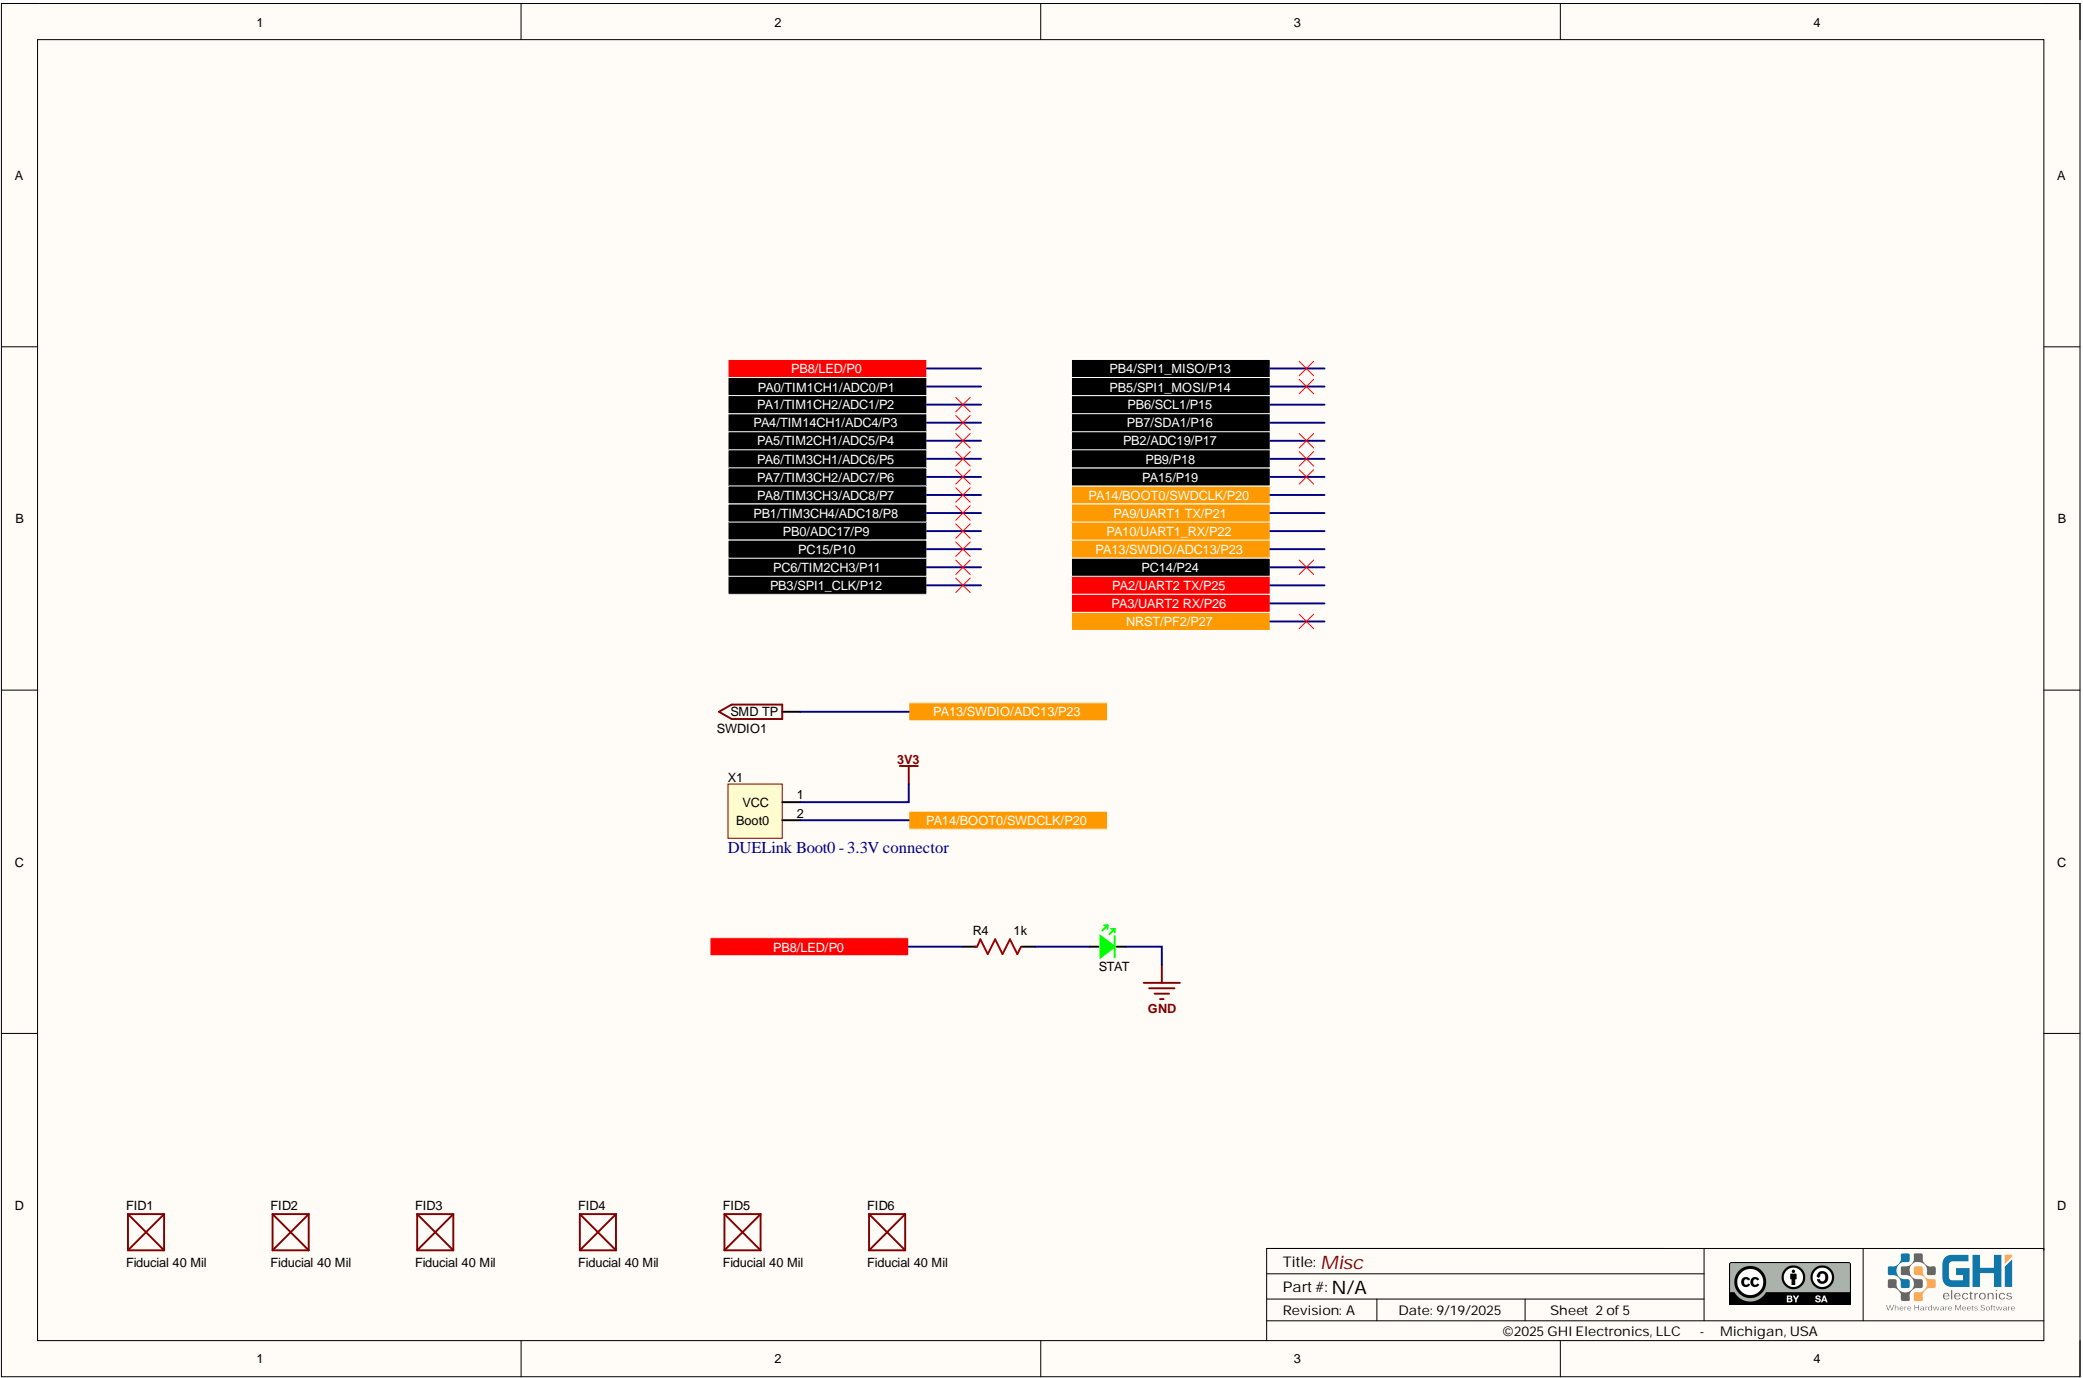 1 2 3 4
A A
PB8/LED/P0
PA0/TIM1CH1/ADC0/P1
PA1/TIM1CH2/ADC1/P2
PA4/TIM14CH1/ADC4/P3
PA5/TIM2CH1/ADC5/P4
PA6/TIM3CH1/ADC6/P5
PA7/TIM3CH2/ADC7/P6
PA8/TIM3CH3/ADC8/P7
PB1/TIM3CH4/ADC18/P8
PB0/ADC17/P9
PC15/P10
PC6/TIM2CH3/P11
PB3/SPI1_CLK/P12
PB4/SPI1_MISO/P13
PB5/SPI1_MOSI/P14
PB6/SCL1/P15
PB7/SDA1/P16
PB2/ADC19/P17
PB9/P18
PA15/P19
PA14/BOOT0/SWDCLK/P20
PA9/UART1 TX/P21
PA10/UART1_RX/P22
PA13/SWDIO/ADC13/P23
PC14/P24
PA2/UART2 TX/P25
PA3/UART2 RX/P26
NRST/PF2/P27
B B
SMD TP PA13/SWDIO/ADC13/P23
SWDIO1
3V3
X1
VCC 1
Boot0 2 PA14/BOOT0/SWDCLK/P20
DUELink Boot0 - 3.3V connector
C C
R4 1k
PB8/LED/P0
STAT
GND
D D
FID1 FID2 FID3 FID4 FID5 FID6
Fiducial 40 Mil Fiducial 40 Mil Fiducial 40 Mil Fiducial 40 Mil Fiducial 40 Mil Fiducial 40 Mil
Title: Misc
Part #: N/A
Revision: A Date: 9/19/2025 Sheet 2 of 5
cc BY SA
GHI
electronics
Where Hardware Meets Software
©2025 GHI Electronics, LLC - Michigan, USA
1 2 3 4